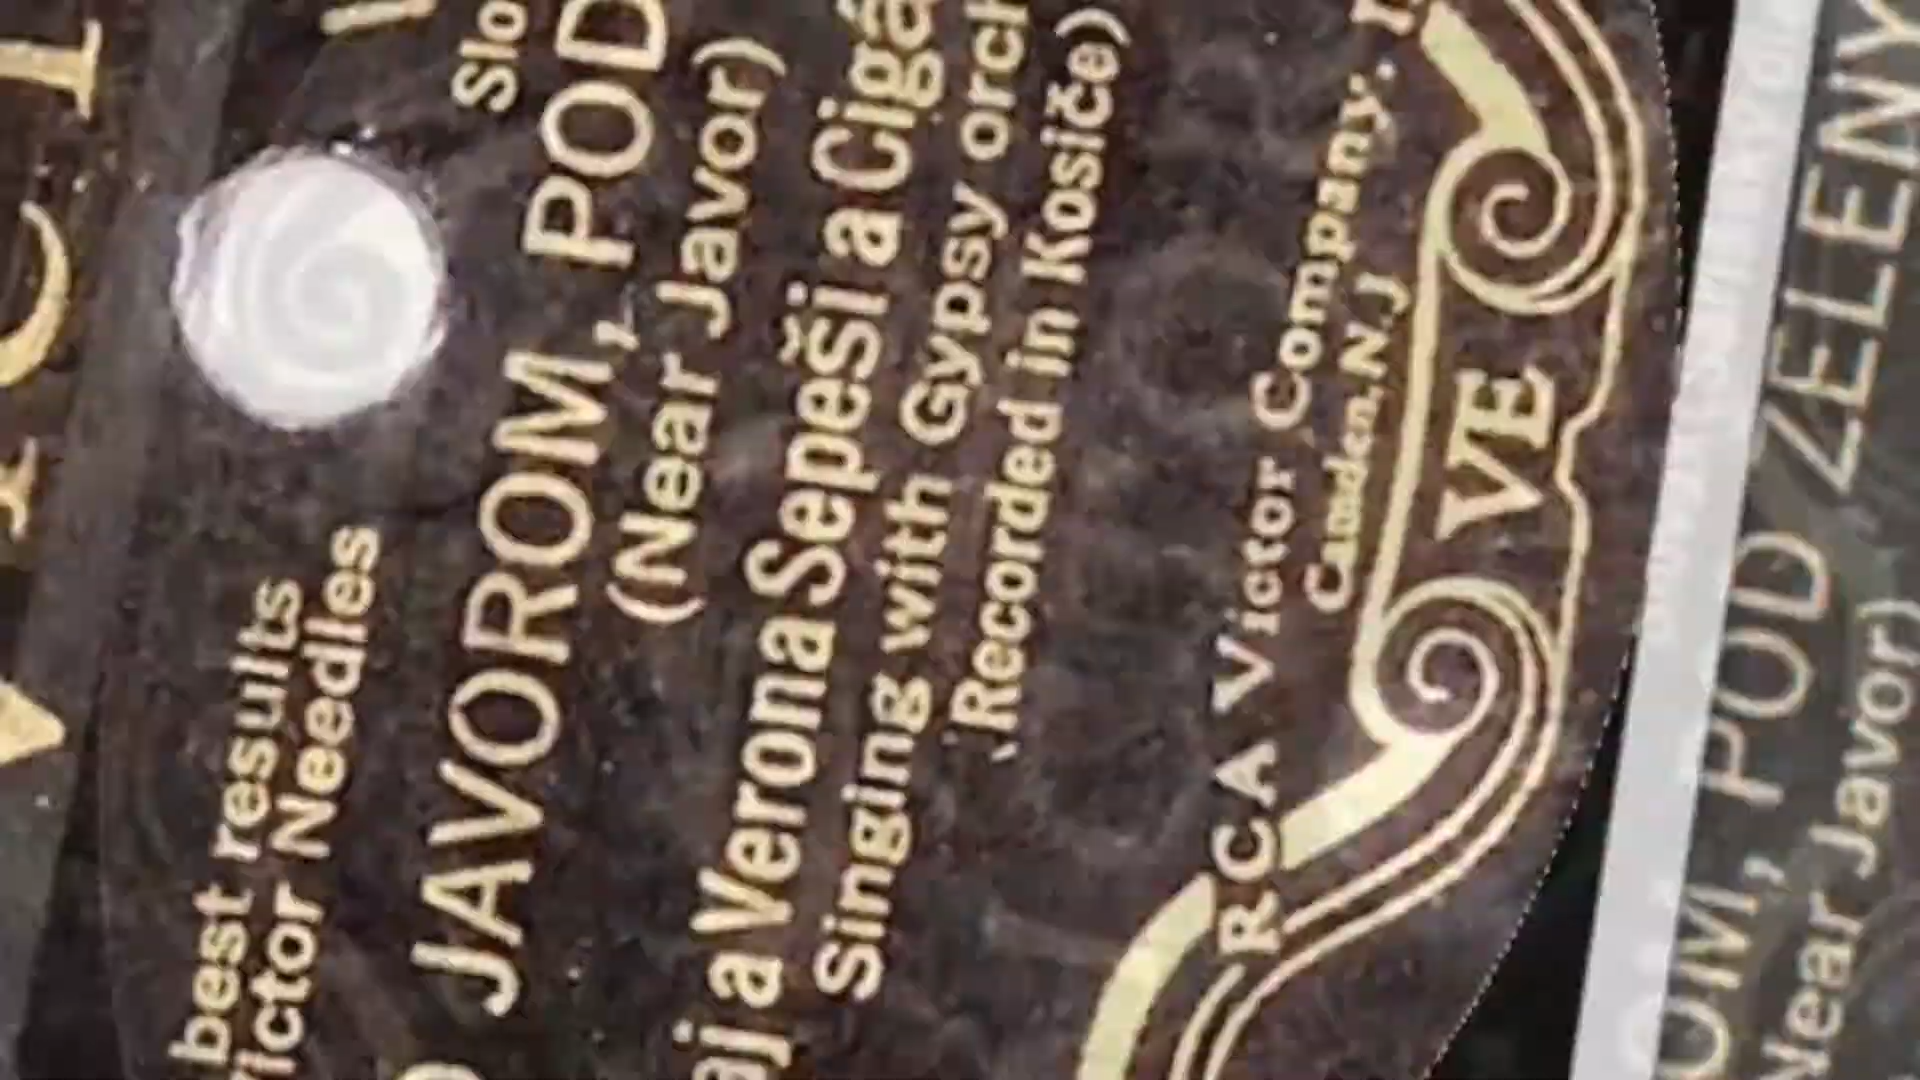 Slo
best results
Victor Needles
JAVOROM, POD
(Near Javor)
aj a Verona Sepeši a Cigá
Singing with Gypsy orch
(Recorded in Kosiče)
RCA Victor Company,
Camden, N.J
VE
OM, POD ZELENY
Near Javor)